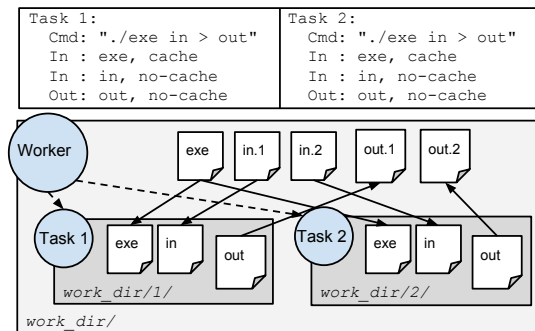 Task 1:
Cmd: "./exe in > out"
In : exe, cache
In : in, no-cache
Out: out, no-cache
Task 2:
Cmd: "./exe in > out"
In : exe, cache
In : in, no-cache
Out: out, no-cache
Worker
exe in.1 in.2 out.1 out.2
Task 1
exe in out
work_dir/1/
Task 2
exe in out
work_dir/2/
work_dir/